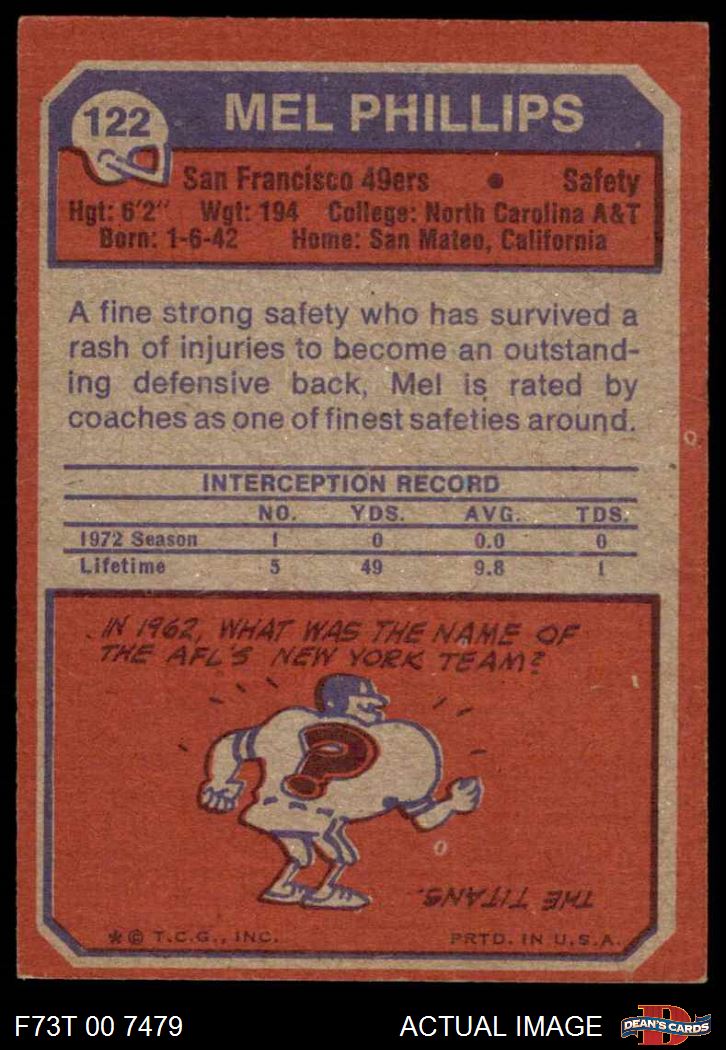 122
MEL PHILLIPS
San Francisco 49ers • Safety
Hgt: 6'2" Wgt: 194 College: North Carolina A&T
Born: 1-6-42 Home: San Mateo, California
A fine strong safety who has survived a
rash of injuries to become an outstand-
ing defensive back, Mel is rated by
coaches as one of finest safeties around.
INTERCEPTION RECORD
NO. YDS. AVG. TDS.
1972 Season 1 0 0.0 0
Lifetime 5 49 9.8 1
IN 1962, WHAT WAS THE NAME OF
THE AFL'S NEW YORK TEAM?
?
THE TITANS.
*© T.C.G., INC. PRTD. IN U.S.A.
F73T 00 7479 ACTUAL IMAGE
D
DEAN'S CARDS